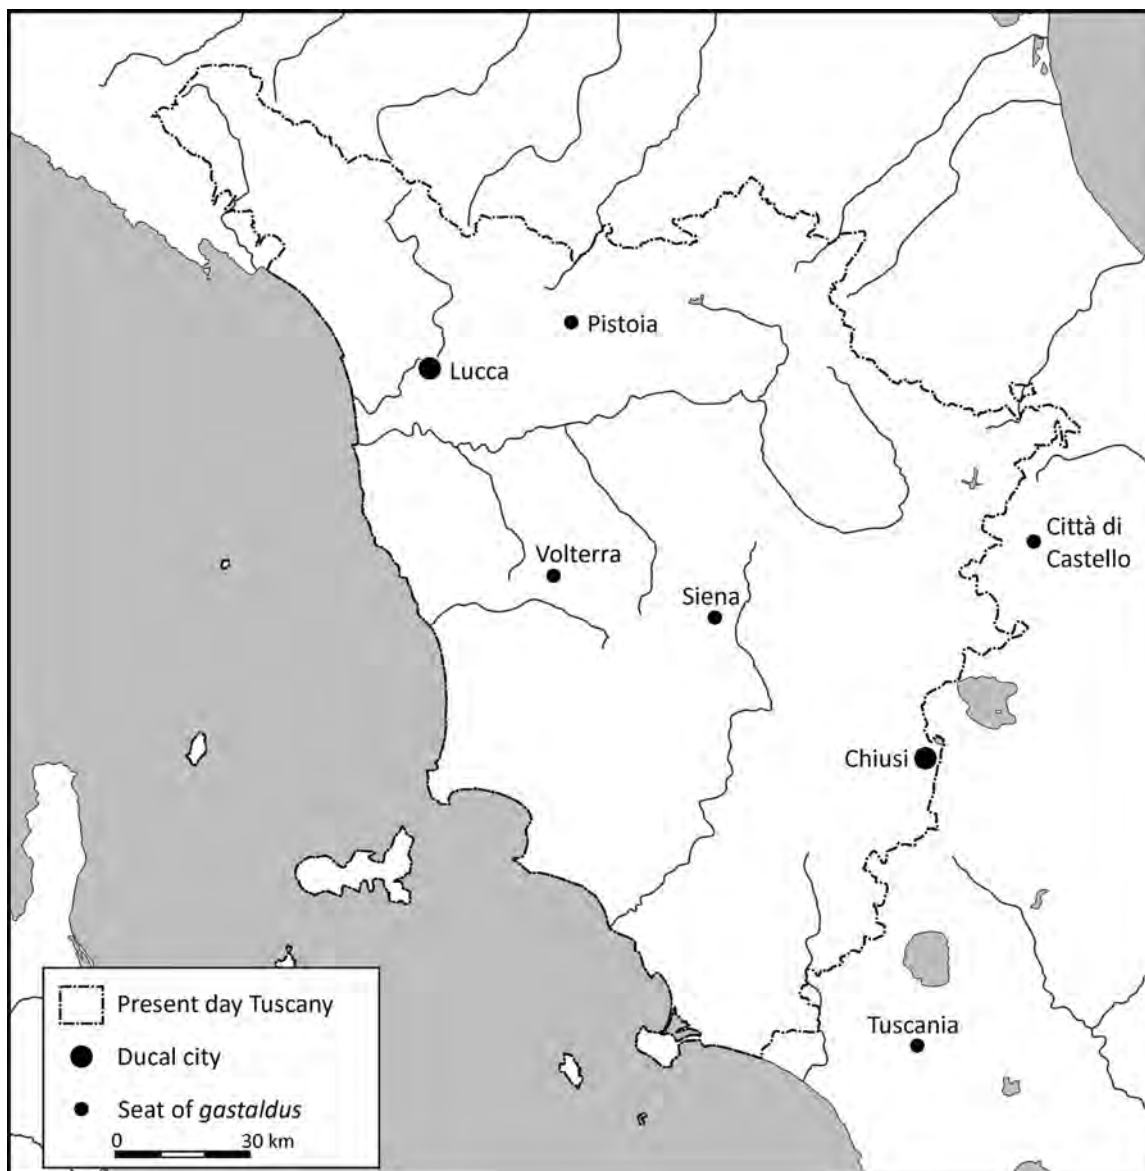 Pistoia
Lucca
Città di
Castello
Volterra
Siena
Chiusi
Tuscania
Present day Tuscany
Ducal city
Seat of gastaldus
0 30 km